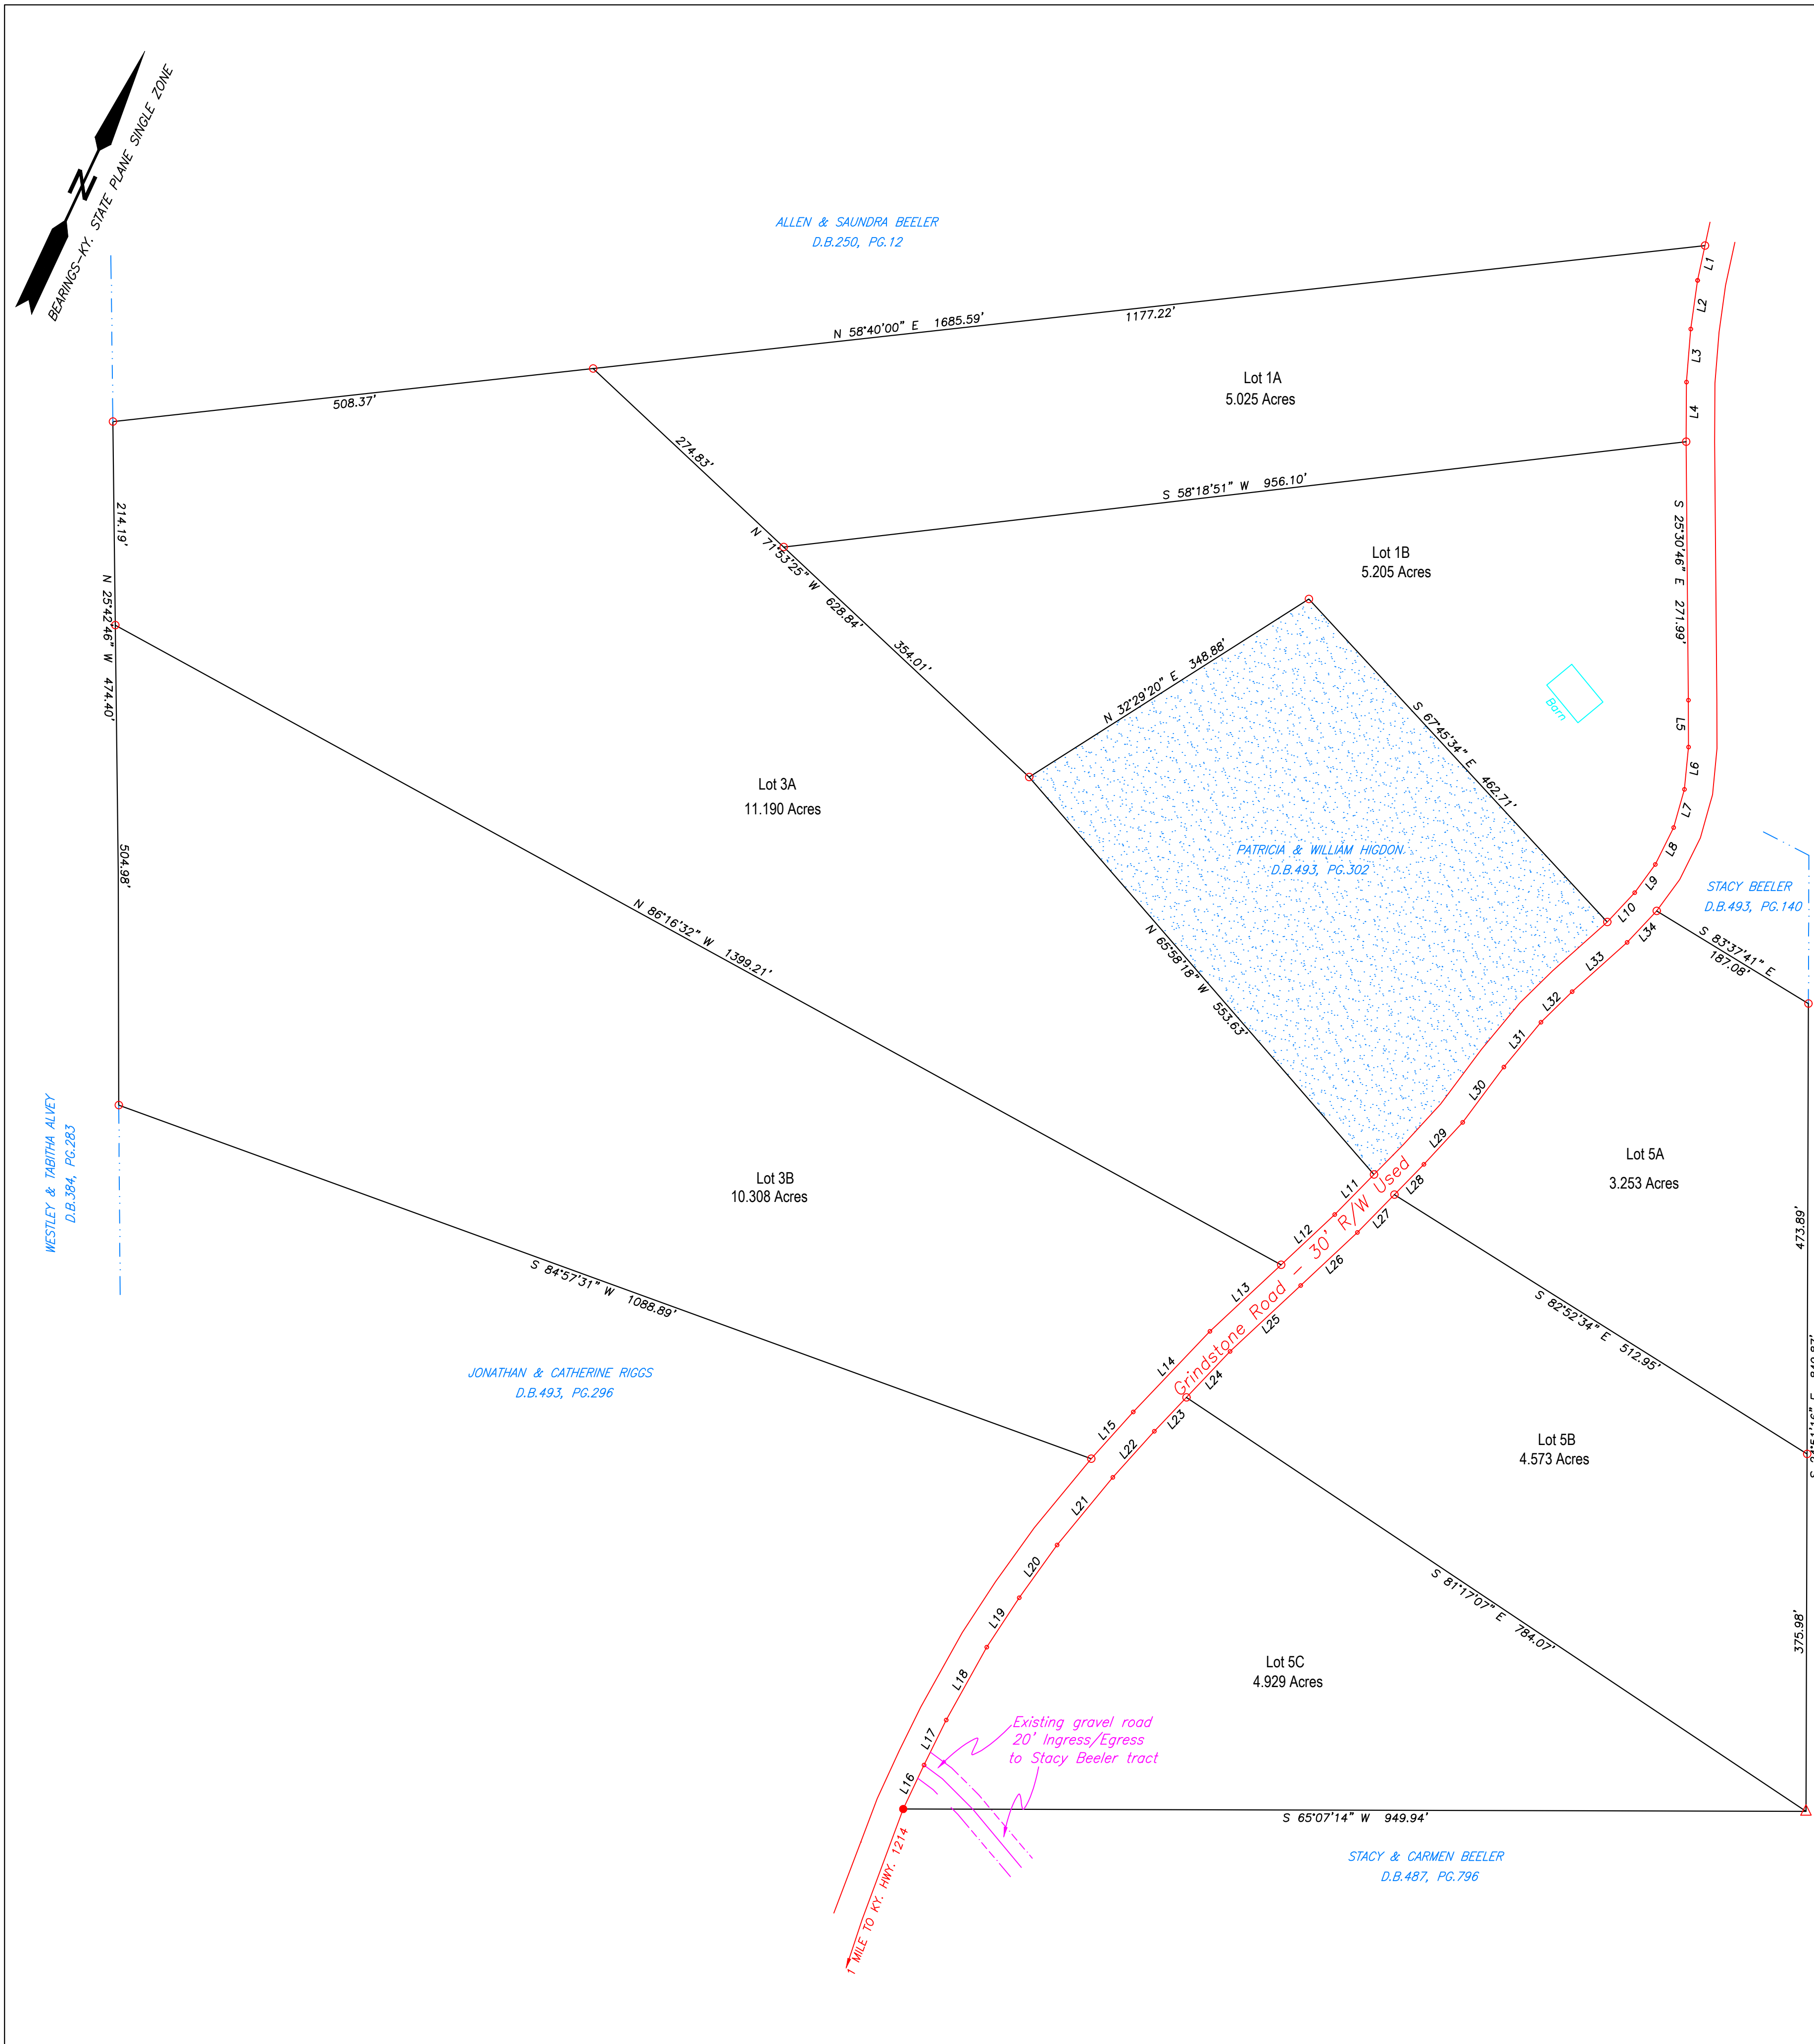 BEARINGS-KY. STATE PLANE SINGLE ZONE
N
ALLEN & SAUNDRA BEELER
D.B.250, PG.12
N 58°40'00" E 1685.59'
1177.22'
508.37'
L1
L2
L3
L4
Lot 1A
5.025 Acres
274.83'
S 58°18'51" W 956.10'
214.19'
N 25°42'46" W 474.40'
504.98'
N 71°53'25" W 628.84'
354.01'
Lot 1B
5.205 Acres
S 25°30'46" E 271.99'
N 32°29'20" E 348.88'
S 67°45'34" E 462.71'
Barn
L5
L6
L7
L8
L9
L10
Lot 3A
11.190 Acres
PATRICIA & WILLIAM HIGDON
D.B.493, PG.302
STACY BEELER
D.B.493, PG.140
N 86°16'32" W 1399.21'
N 65°58'18" W 553.63'
S 83°37'41" E
187.08'
L34
L33
L32
L31
L30
L29
L28
L27
L26
L25
L24
L23
L22
L21
L20
L19
L18
L17
L16
L11
L12
L13
L14
L15
Grindstone Road - 30' R/W Used
WESTLEY & TABITHA ALVEY
D.B.384, PG.283
Lot 3B
10.308 Acres
Lot 5A
3.253 Acres
473.89'
S 84°57'31" W 1088.89'
S 82°52'34" E 512.95'
JONATHAN & CATHERINE RIGGS
D.B.493, PG.296
Lot 5B
4.573 Acres
375.98'
S 81°17'07" E 784.07'
Lot 5C
4.929 Acres
Existing gravel road
20' Ingress/Egress
to Stacy Beeler tract
S 65°07'14" W 949.94'
STACY & CARMEN BEELER
D.B.487, PG.796
1 MILE TO KY. HWY. 1214